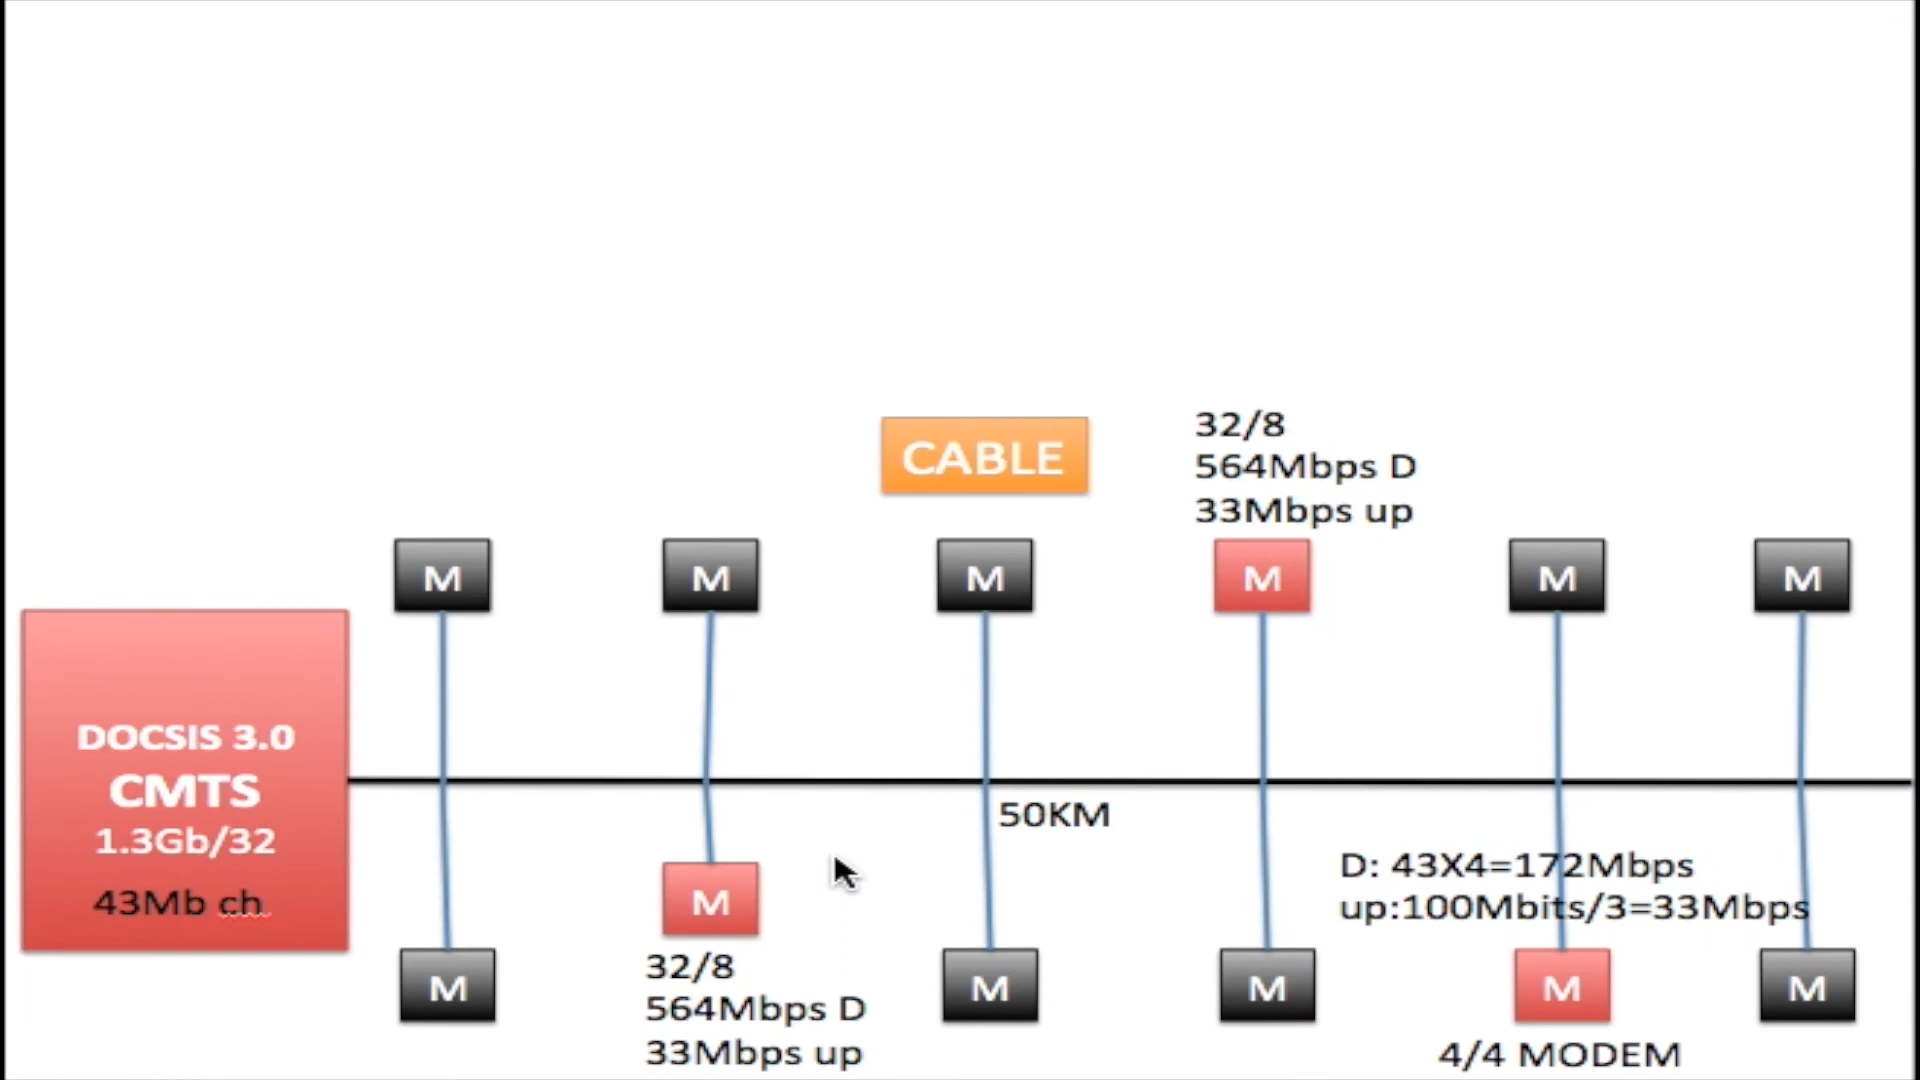 32/8
564Mbps D
33Mbps up
CABLE
M
M
M
M
M
M
DOCSIS 3.0
CMTS
1.3Gb/32
43Mb ch
50KM
D: 43X4=172Mbps
up:100Mbits/3=33Mbps
M
32/8
564Mbps D
33Mbps up
M
M
M
M
M
4/4 MODEM